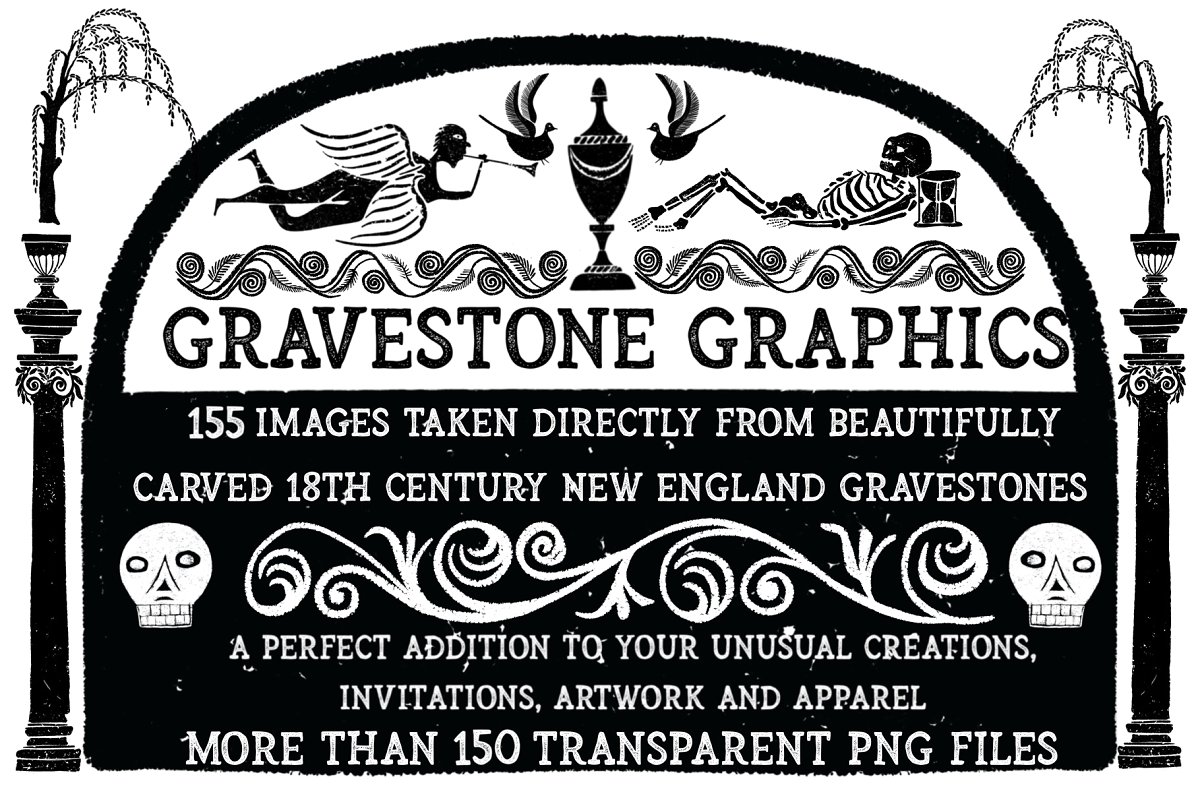 GRAVESTONE GRAPHICS
155 IMAGES TAKEN DIRECTLY FROM BEAUTIFULLY
CARVED 18TH CENTURY NEW ENGLAND GRAVESTONES
A PERFECT ADDITION TO YOUR UNUSUAL CREATIONS,
INVITATIONS, ARTWORK AND APPAREL
MORE THAN 150 TRANSPARENT PNG FILES